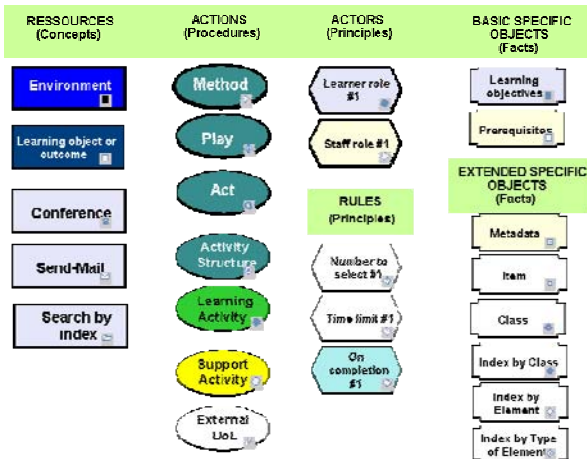 RESSOURCES
(Concepts)
Environment
Learning object or
outcome
Conference
Send-Mail
Search by
index
ACTIONS
(Procedures)
Method
Play
Act
Activity
Structure
Learning
Activity
Support
Activity
External
UoL
ACTORS
(Principles)
Learner role
#1
Staff role #1
RULES
(Principles)
Number to
select #1
Time limit #1
On
completion
#1
BASIC SPECIFIC
OBJECTS
(Facts)
Learning
objectives
Prerequisites
EXTENDED SPECIFIC
OBJECTS
(Facts)
Metadata
Item
Class
Index by Class
Index by
Element
Index by Type
of Element